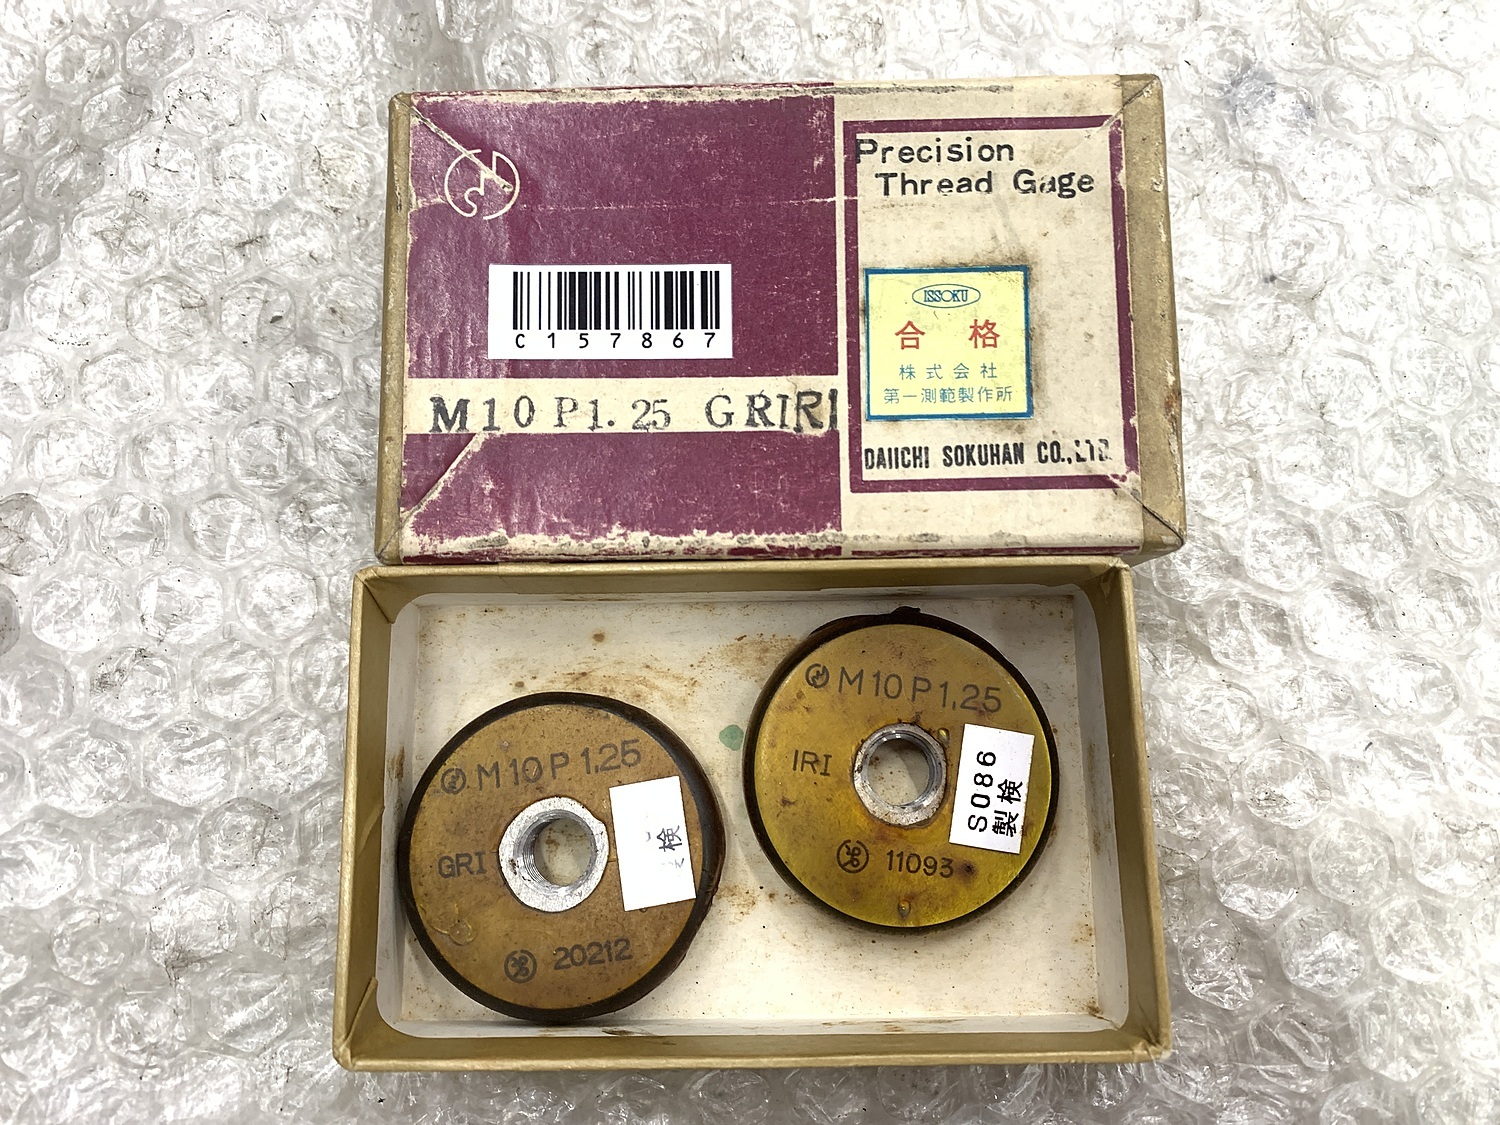 Precision
Thread Gage
C157867
ISSOKU
合格
株式会社
第一測範製作所
M10 P1.25 GRIRI
DAIICHI SOKUHAN CO.,LTD.
M10 P1.25
IRI
S086
製検
11093
M10 P 1.25
GRI
検
20212